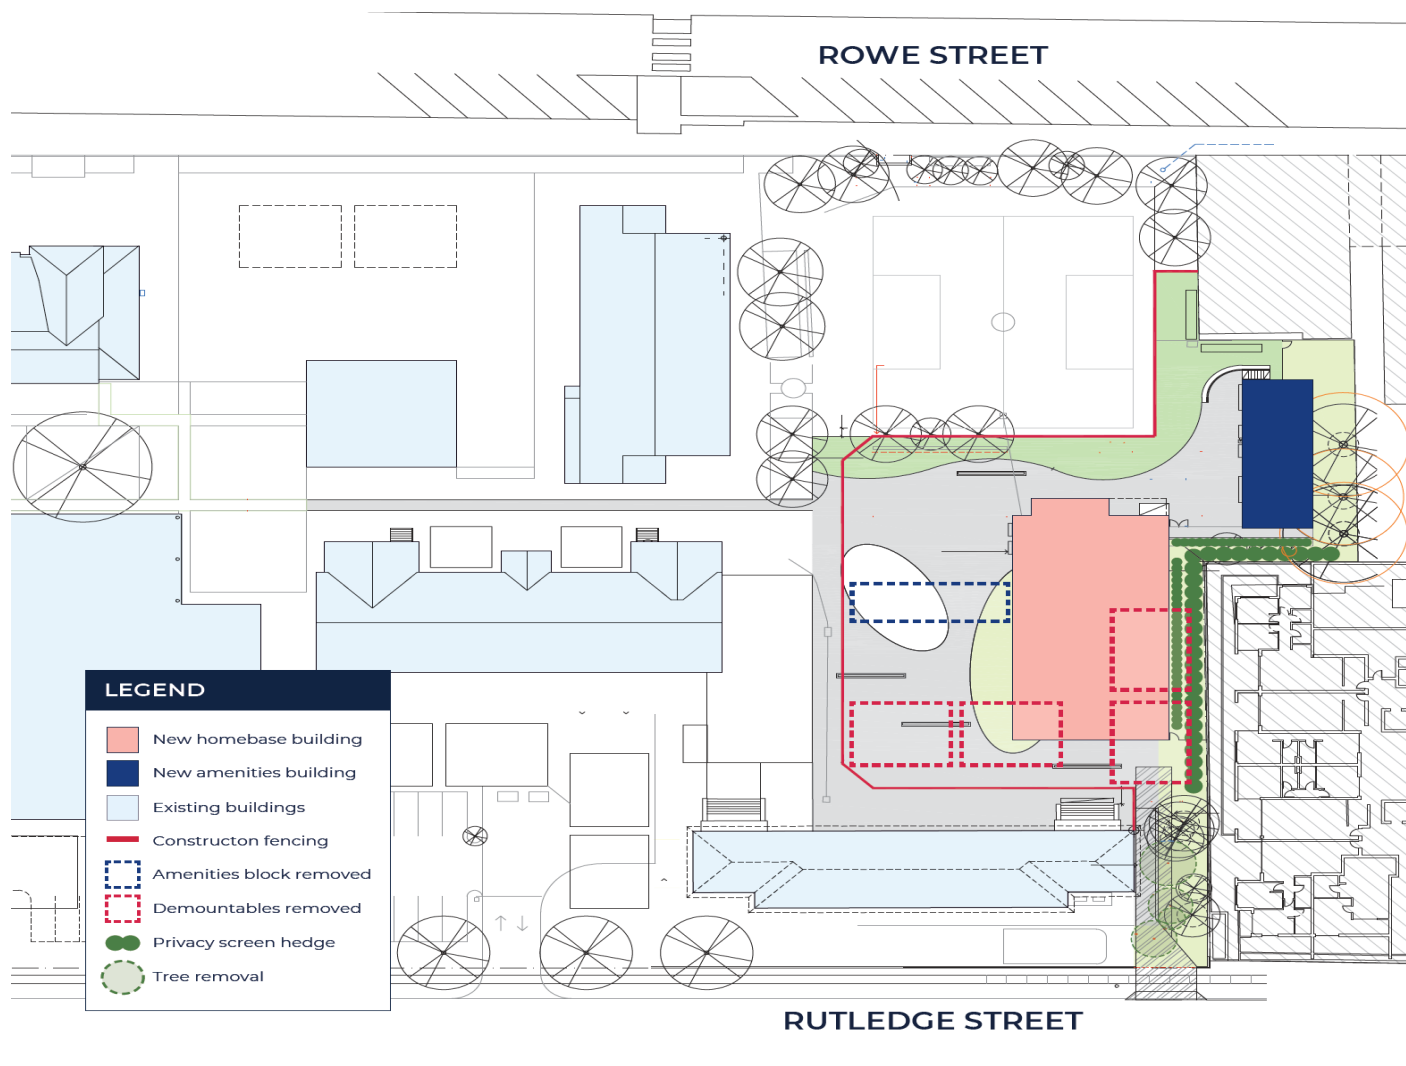 ROWE STREET
LEGEND
New homebase building
New amenities building
Existing buildings
Constructon fencing
Amenities block removed
Demountables removed
Privacy screen hedge
Tree removal
RUTLEDGE STREET